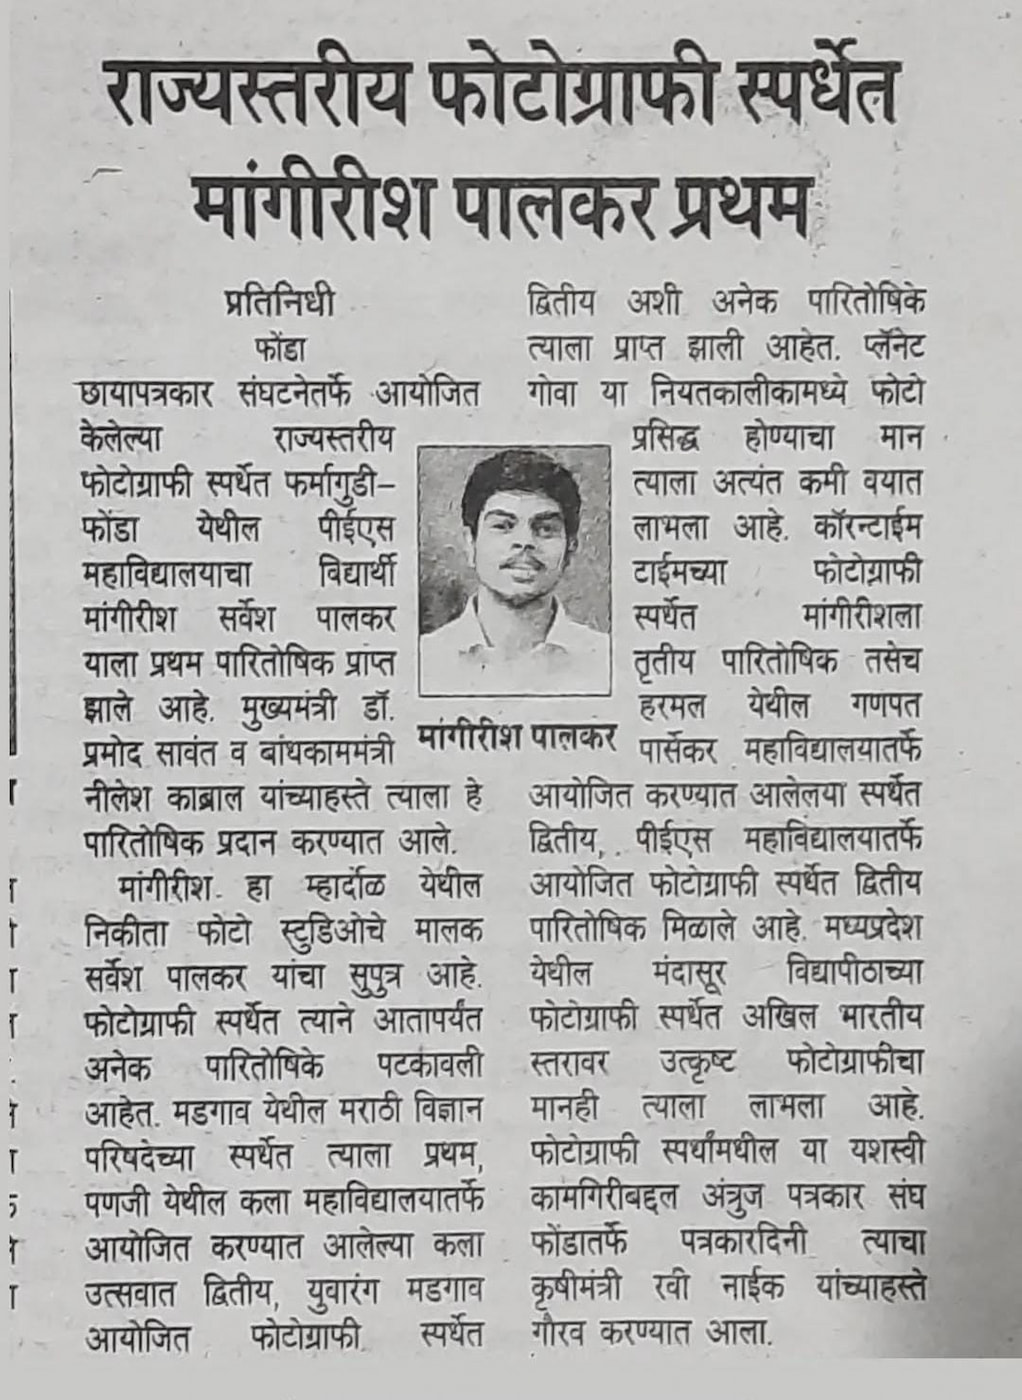 राज्यस्तरीय फोटोग्राफी स्पर्धेत
मांगीरीश पालकर प्रथम
प्रतिनिधी
फोंडा
छायापत्रकार संघटनेतर्फे आयोजित
केलेल्या राज्यस्तरीय
फोटोग्राफी स्पर्धेत फर्मागुडी–
फोंडा येथील पीईएस
महाविद्यालयाचा विद्यार्थी
मांगीरीश सर्वेश पालकर
याला प्रथम पारितोषिक प्राप्त
झाले आहे. मुख्यमंत्री डॉ.
प्रमोद सावंत व बांधकाममंत्री
नीलेश काब्राल यांच्याहस्ते त्याला हे
पारितोषिक प्रदान करण्यात आले.
मांगीरीश हा म्हार्दोळ येथील
निकीता फोटो स्टुडिओचे मालक
सर्वेश पालकर यांचा सुपुत्र आहे.
फोटोग्राफी स्पर्धेत त्याने आतापर्यंत
अनेक पारितोषिके पटकावली
आहेत. मडगाव येथील मराठी विज्ञान
परिषदेच्या स्पर्धेत त्याला प्रथम,
पणजी येथील कला महाविद्यालयातर्फे
आयोजित करण्यात आलेल्या कला
उत्सवात द्वितीय, युवारंग मडगाव
आयोजित फोटोग्राफी स्पर्धेत
मांगीरीश पालकर
द्वितीय अशी अनेक पारितोषिके
त्याला प्राप्त झाली आहेत. प्लॅनेट
गोवा या नियतकालीकामध्ये फोटो
प्रसिद्ध होण्याचा मान
त्याला अत्यंत कमी वयात
लाभला आहे. कॉरन्टाईम
टाईमच्या फोटोग्राफी
स्पर्धेत मांगीरीशला
तृतीय पारितोषिक तसेच
हरमल येथील गणपत
पार्सेकर महाविद्यालयातर्फे
आयोजित करण्यात आलेलया स्पर्धेत
द्वितीय, पीईएस महाविद्यालयातर्फे
आयोजित फोटोग्राफी स्पर्धेत द्वितीय
पारितोषिक मिळाले आहे. मध्यप्रदेश
येथील मंदासूर विद्यापीठाच्या
फोटोग्राफी स्पर्धेत अखिल भारतीय
स्तरावर उत्कृष्ट फोटोग्राफीचा
मानही त्याला लाभला आहे.
फोटोग्राफी स्पर्धांमधील या यशस्वी
कामगिरीबद्दल अंत्रुज पत्रकार संघ
फोंडातर्फे पत्रकारदिनी त्याचा
कृषीमंत्री रवी नाईक यांच्याहस्ते
गौरव करण्यात आला.